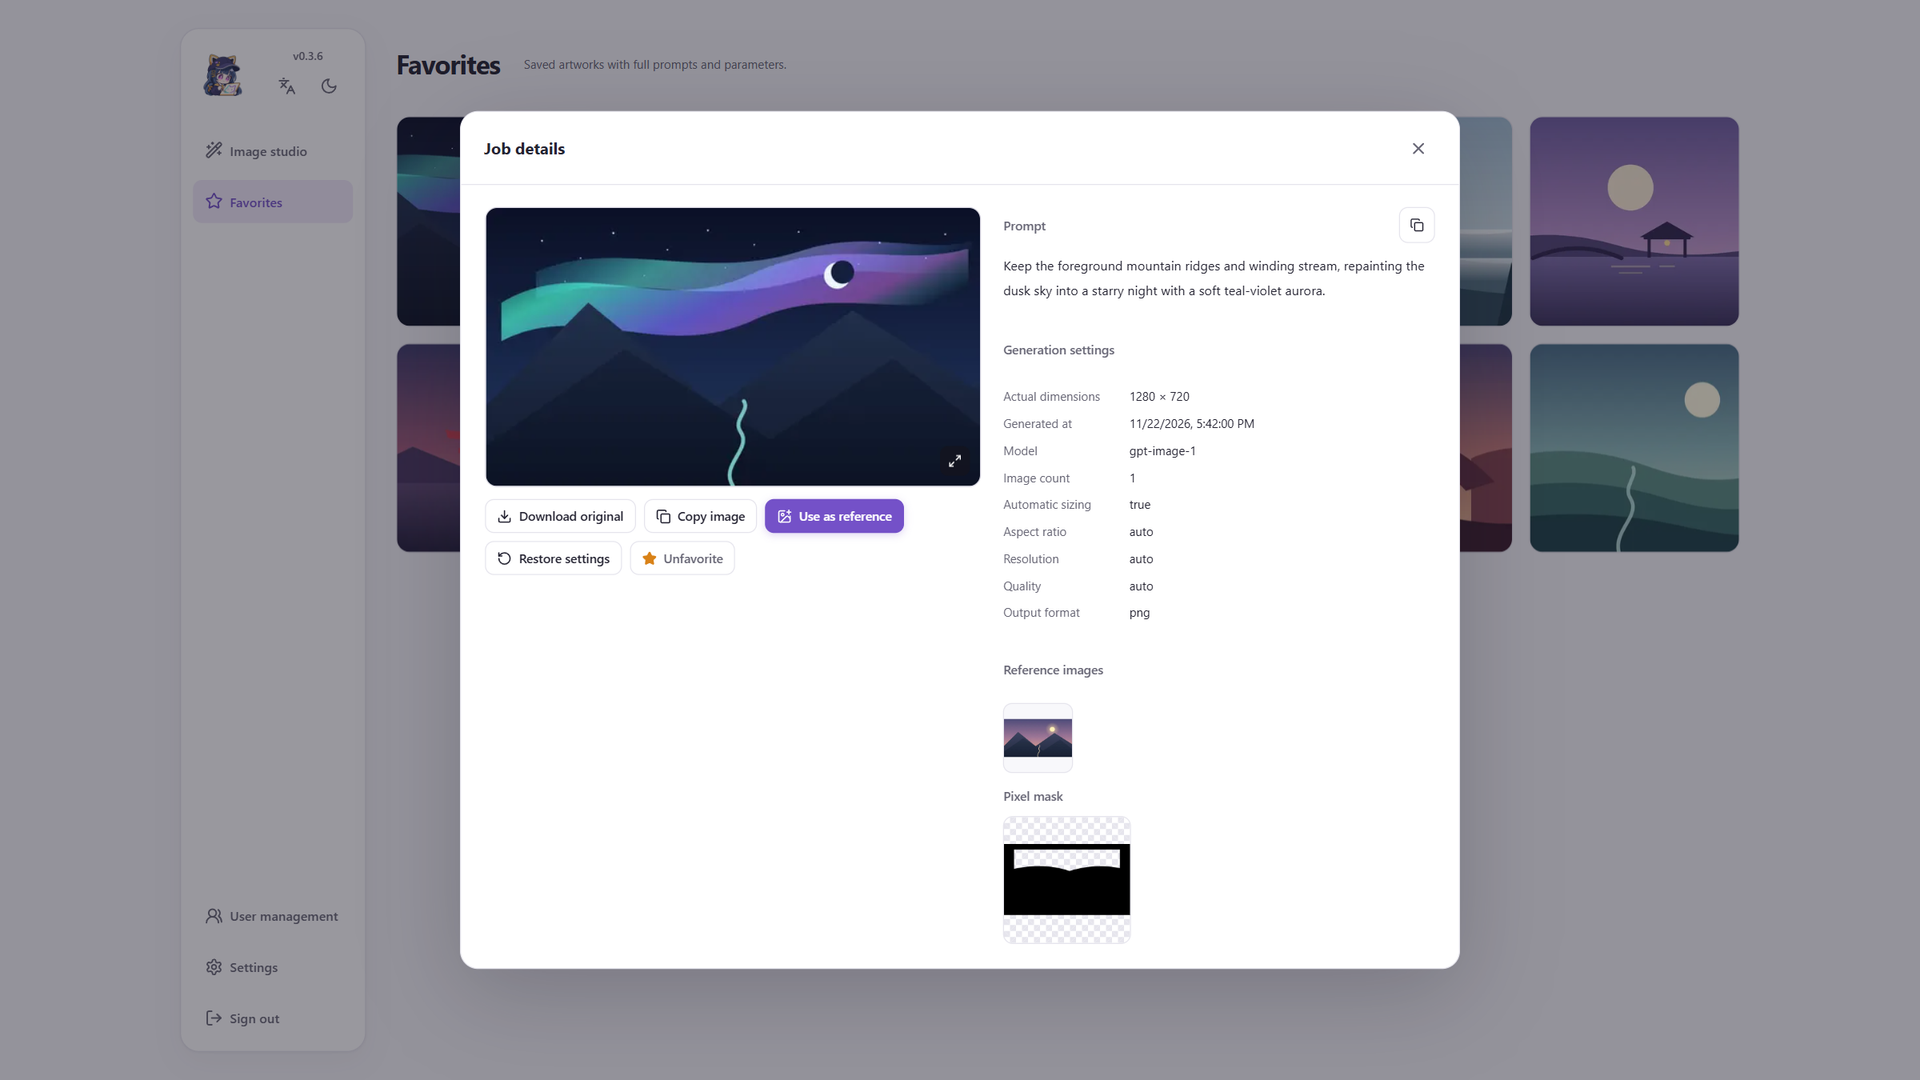 v0.3.6
Image studio
Favorites
User management
Settings
Sign out
Favorites
Saved artworks with full prompts and parameters.
Job details
Download original
Copy image
Use as reference
Restore settings
Unfavorite
Prompt
Keep the foreground mountain ridges and winding stream, repainting the
dusk sky into a starry night with a soft teal-violet aurora.
Generation settings
Actual dimensions 1280 × 720
Generated at 11/22/2026, 5:42:00 PM
Model gpt-image-1
Image count 1
Automatic sizing true
Aspect ratio auto
Resolution auto
Quality auto
Output format png
Reference images
Pixel mask